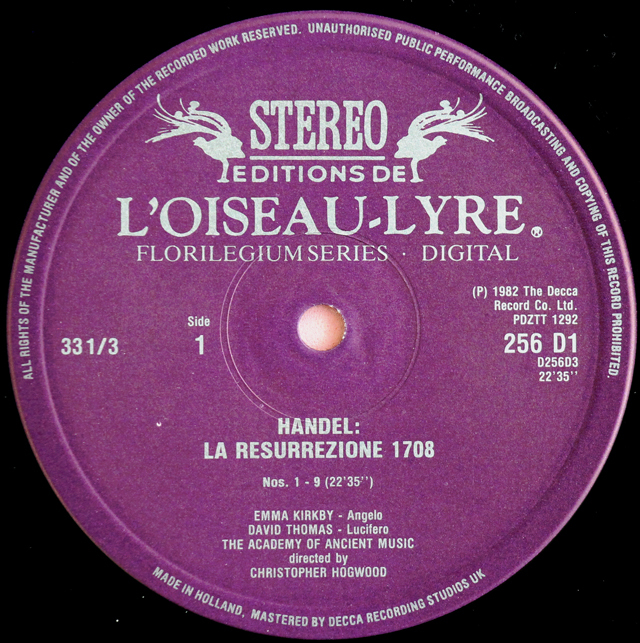 ALL RIGHTS OF THE MANUFACTURER AND OF THE OWNER OF THE RECORDED WORK RESERVED. UNAUTHORISED PUBLIC PERFORMANCE BROADCASTING AND COPYING OF THIS RECORD PROHIBITED.
STEREO
EDITIONS DE
L'OISEAU-LYRE®
FLORILEGIUM SERIES · DIGITAL
(P) 1982 The Decca
Record Co. Ltd.
PDZTT 1292
33 1/3
Side
1
256 D1
D256D3
22'35''
HANDEL:
LA RESURREZIONE 1708
Nos. 1 - 9 (22'35'')
EMMA KIRKBY - Angelo
DAVID THOMAS - Lucifero
THE ACADEMY OF ANCIENT MUSIC
directed by
CHRISTOPHER HOGWOOD
MADE IN HOLLAND, MASTERED BY DECCA RECORDING STUDIOS UK